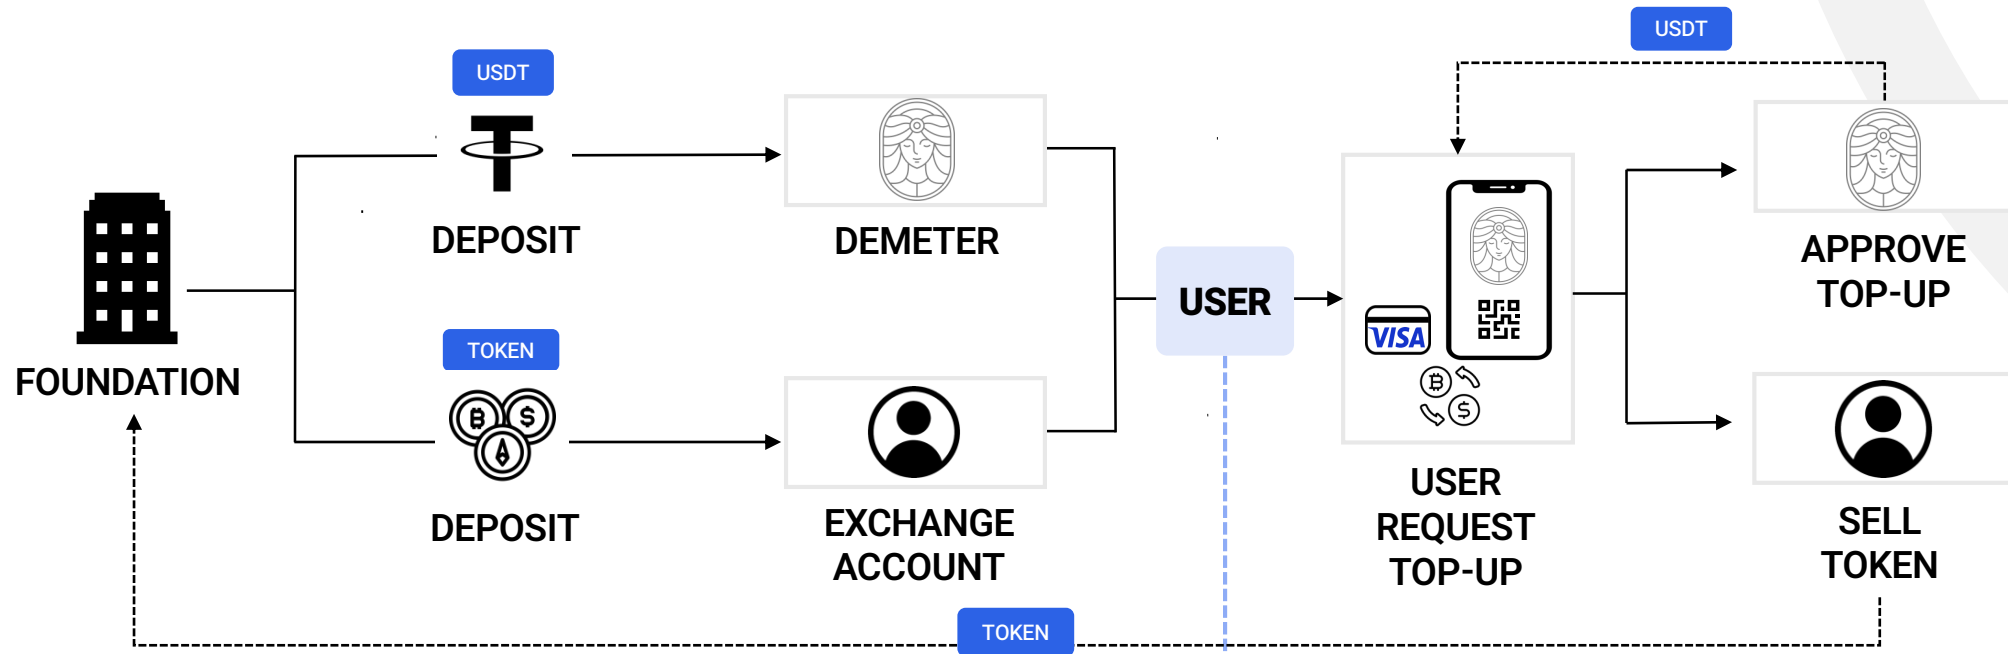 USDT
DEPOSIT
TOKEN
DEPOSIT
FOUNDATION
DEMETER
EXCHANGE
ACCOUNT
USER
VISA
USER
REQUEST
TOP-UP
USDT
APPROVE
TOP-UP
SELL
TOKEN
TOKEN